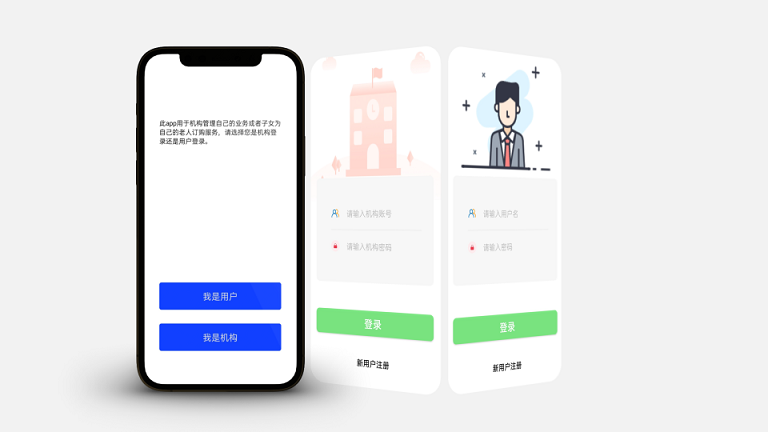 此app用于机构管理自己的业务或者子女为
自己的老人订购服务，请选择您是机构登
录还是用户登录。
我是用户
我是机构
请输入机构账号
请输入机构密码
登录
新用户注册
请输入用户名
请输入密码
登录
新用户注册